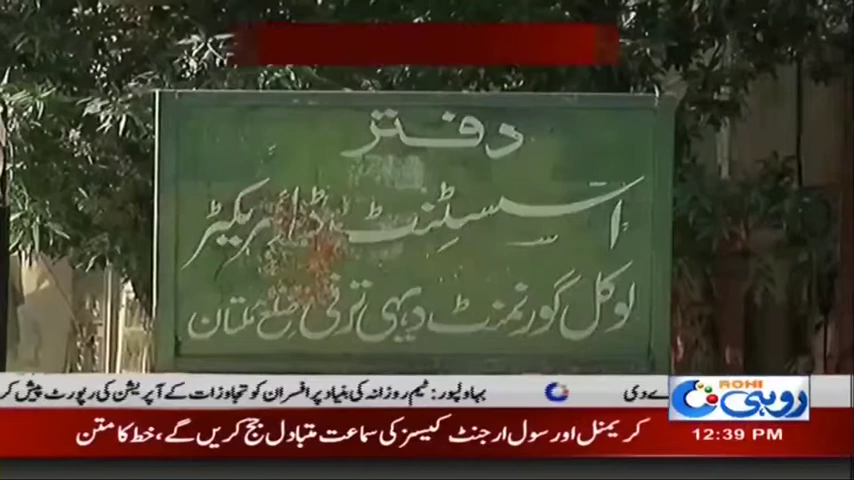 دفتر
اسسٹنٹ ڈائریکٹر
لوکل گورنمنٹ دیہی ترقی ضلع ملتان
ے دی
بہاولپور: ٹیم روزانہ کی بنیاد پر افسران کو تجاوزات کے آپریشن کی رپورٹ پیش کر
ROHI
روہی
کریمنل اور سول ارجنٹ کیسز کی سماعت متبادل جج کریں گے، خط کا متن
12:39 PM